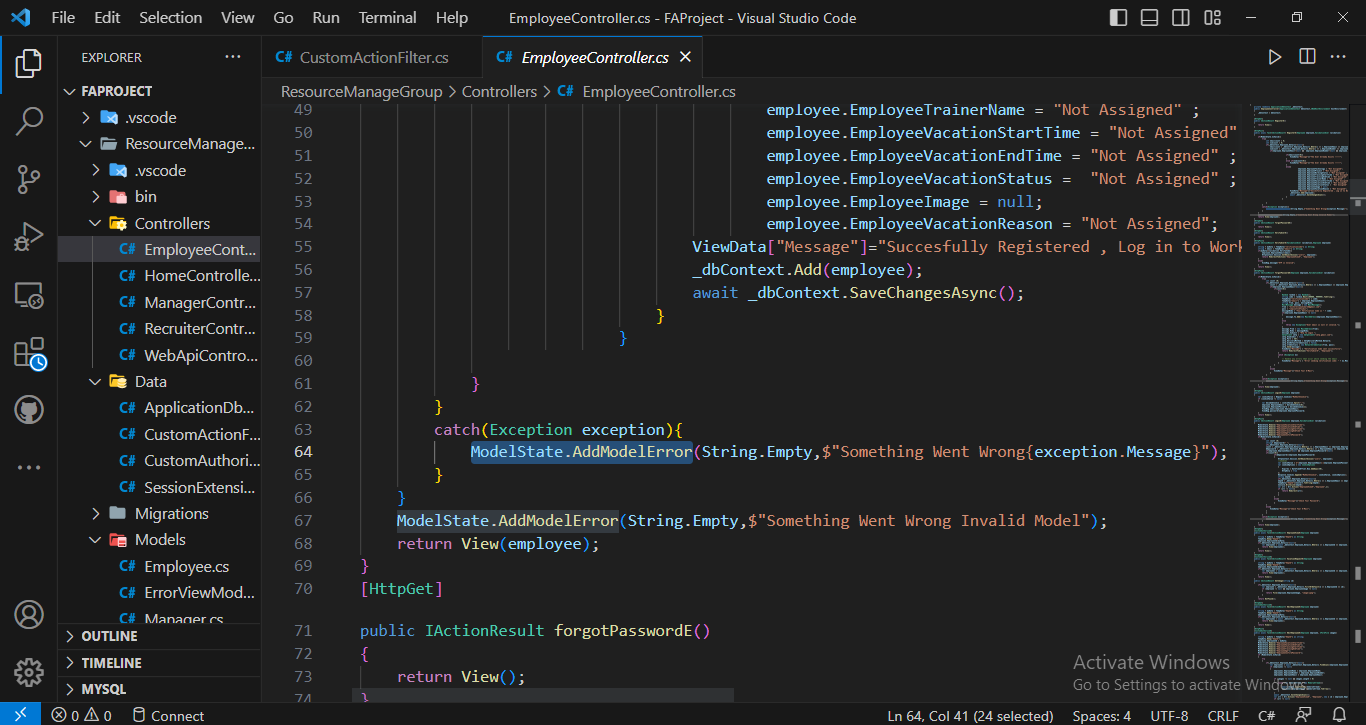 File Edit Selection View Go Run Terminal Help EmployeeController.cs - FAProject - Visual Studio Code
EXPLORER
CustomActionFilter.cs
EmployeeController.cs
FAPROJECT
.vscode
ResourceManage...
.vscode
bin
Controllers
C# EmployeeCont...
C# HomeControlle...
C# ManagerContr...
C# RecruiterContr...
C# WebApiContro...
Data
C# ApplicationDb...
C# CustomActionF...
C# CustomAuthori...
C# SessionExtensi...
Migrations
Models
C# Employee.cs
C# ErrorViewMod...
C# Manager.cs
OUTLINE
TIMELINE
MYSQL
ResourceManageGroup > Controllers > C# EmployeeController.cs
49 employee.EmployeeTrainerName = "Not Assigned" ;
50 employee.EmployeeVacationStartTime = "Not Assigned"
51 employee.EmployeeVacationEndTime = "Not Assigned" ;
52 employee.EmployeeVacationStatus =  "Not Assigned" ;
53 employee.EmployeeImage = null;
54 employee.EmployeeVacationReason = "Not Assigned";
55 ViewData["Message"]="Succesfully Registered , Log in to Work
56 _dbContext.Add(employee);
57 await _dbContext.SaveChangesAsync();
58 }
59 }
60
61 }
62 }
63 catch(Exception exception){
64 ModelState.AddModelError(String.Empty,$"Something Went Wrong{exception.Message}");
65 }
66 }
67 ModelState.AddModelError(String.Empty,$"Something Went Wrong Invalid Model");
68 return View(employee);
69 }
70 [HttpGet]
71 public IActionResult forgotPasswordE()
72 {
73 return View();
74 }
Activate Windows
Go to Settings to activate Windows.
0 0 Connect
Ln 64, Col 41 (24 selected) Spaces: 4 UTF-8 CRLF C#